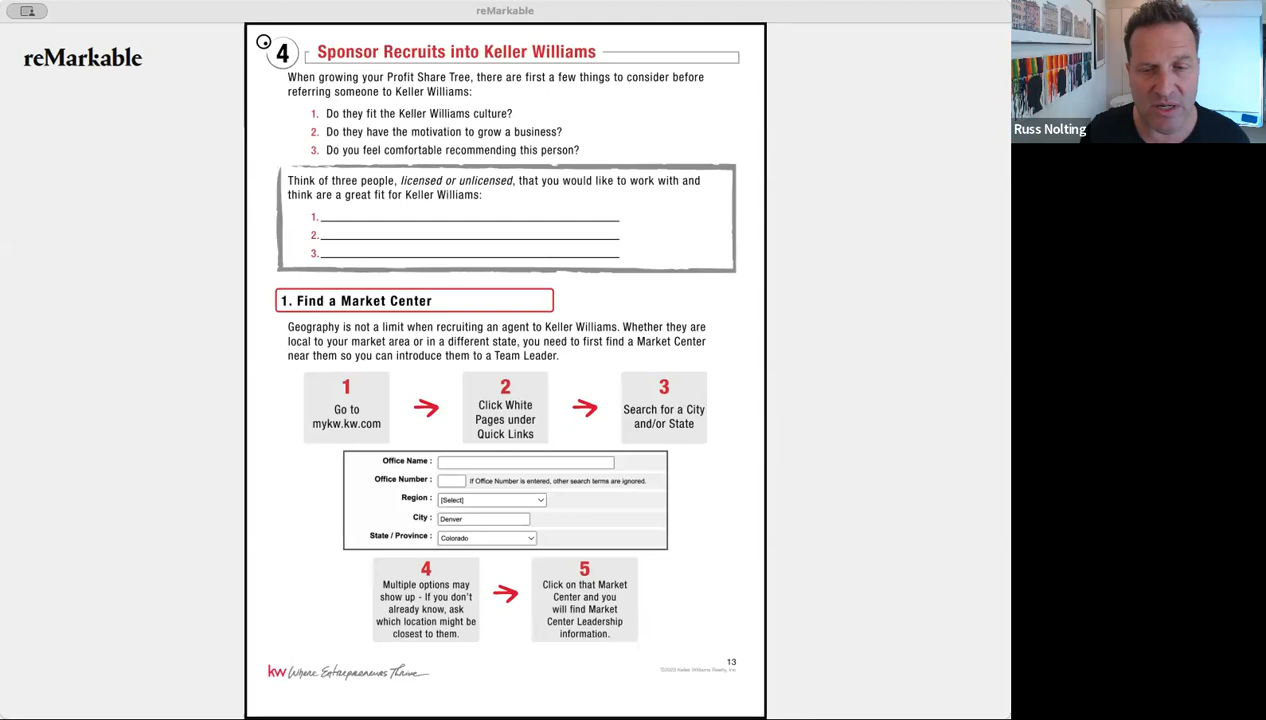 reMarkable
reMarkable
4
Sponsor Recruits into Keller Williams
When growing your Profit Share Tree, there are first a few things to consider before
referring someone to Keller Williams:
1. Do they fit the Keller Williams culture?
2. Do they have the motivation to grow a business?
3. Do you feel comfortable recommending this person?
Think of three people, licensed or unlicensed, that you would like to work with and
think are a great fit for Keller Williams:
1.
2.
3.
1. Find a Market Center
Geography is not a limit when recruiting an agent to Keller Williams. Whether they are
local to your market area or in a different state, you need to first find a Market Center
near them so you can introduce them to a Team Leader.
1
Go to
mykw.kw.com
2
Click White
Pages under
Quick Links
3
Search for a City
and/or State
Office Name :
Office Number : If Office Number is entered, other search terms are ignored.
Region : [Select]
City : Denver
State / Province : Colorado
4
Multiple options may
show up - If you don't
already know, ask
which location might be
closest to them.
5
Click on that Market
Center and you
will find Market
Center Leadership
information.
kw Where Entrepreneurs Thrive
13
©2023 Keller Williams Realty, Inc
Russ Nolting